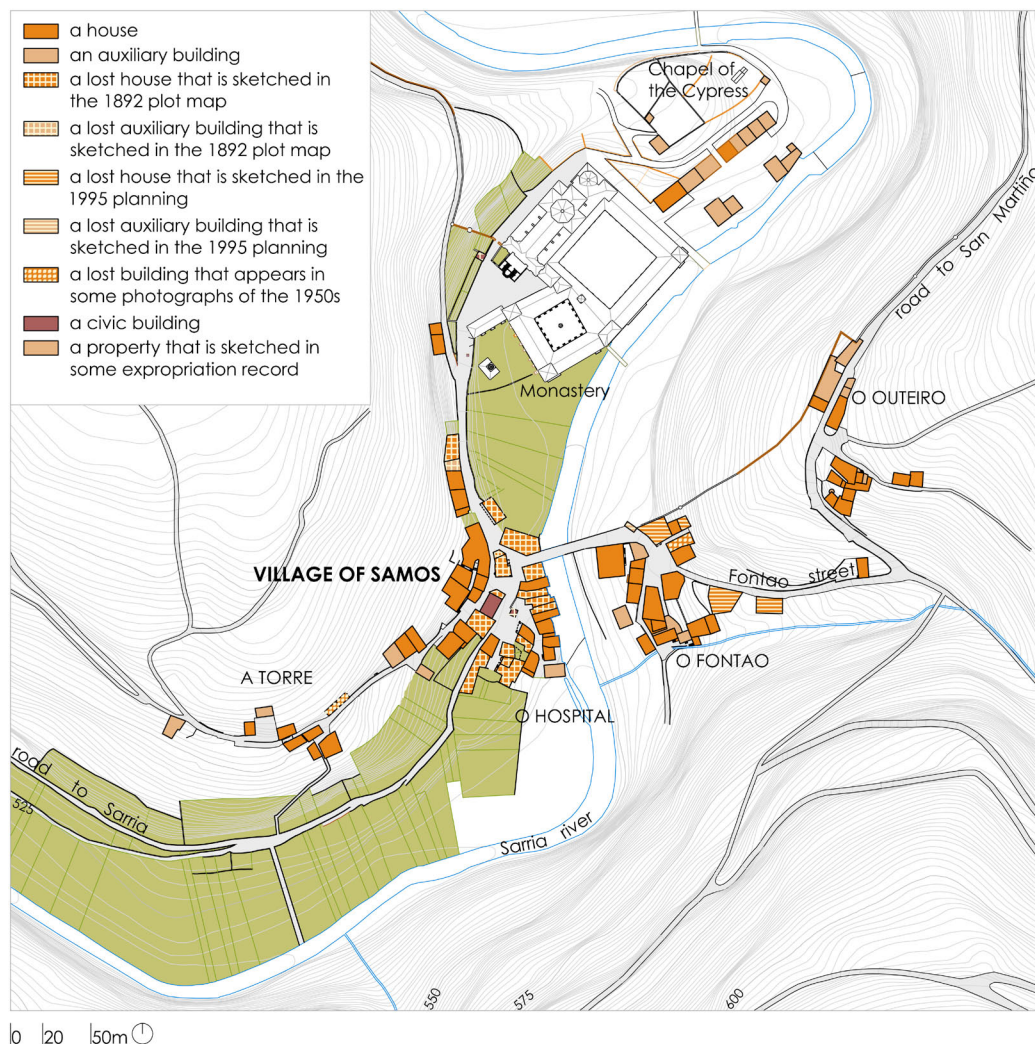 a house
an auxiliary building
a lost house that is sketched in
the 1892 plot map
a lost auxiliary building that is
sketched in the 1892 plot map
a lost house that is sketched in the
1995 planning
a lost auxiliary building that is
sketched in the 1995 planning
a lost building that appears in
some photographs of the 1950s
a civic building
a property that is sketched in
some expropriation record
Chapel of
the Cypress
road to San Martiño
Monastery
O OUTEIRO
VILLAGE OF SAMOS
Fontao street
O FONTAO
A TORRE
O HOSPITAL
road to Sarria
525
Sarria river
550
575
600
0 20 50m